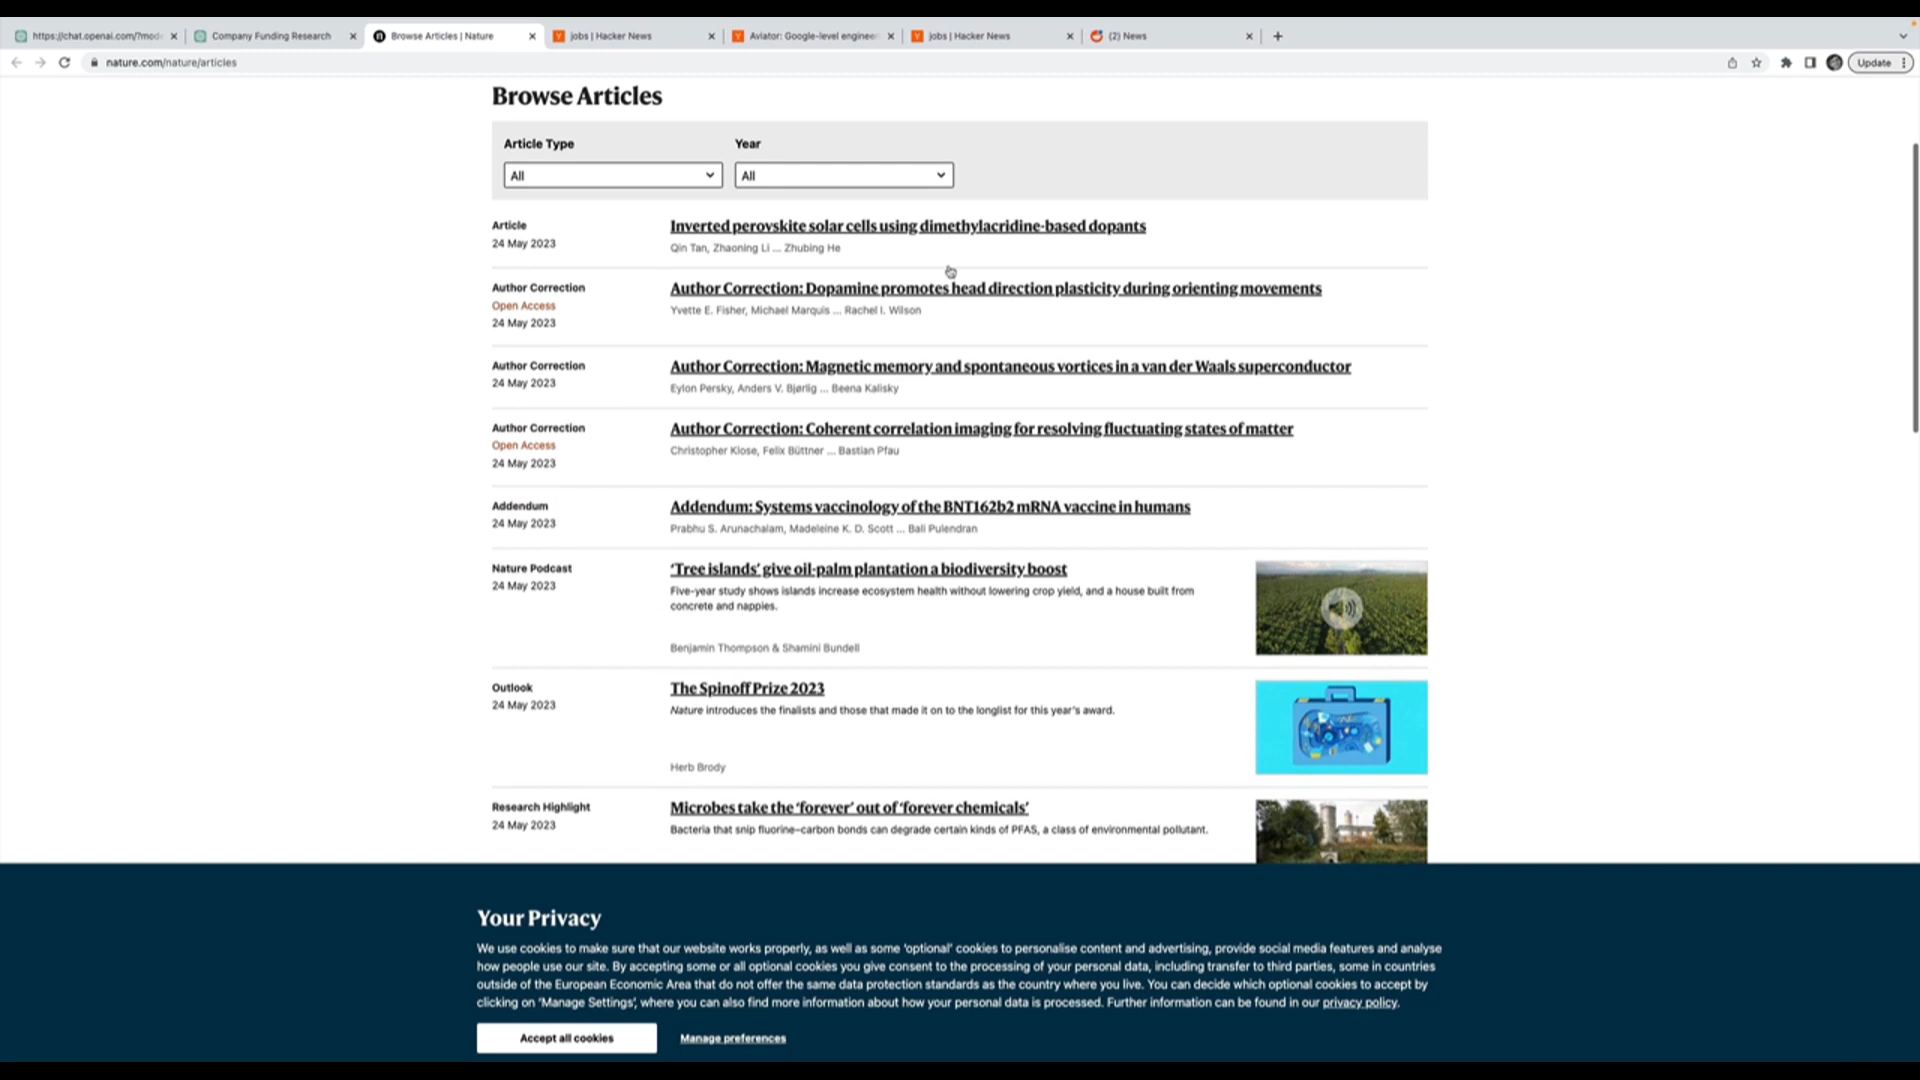 https://chat.openai.com/?mod
Company Funding Research
Browse Articles | Nature
jobs | Hacker News
Aviator: Google-level engineer
jobs | Hacker News
(2) News
nature.com/nature/articles
Update
Browse Articles
Article Type
Year
All
All
Article
24 May 2023
Inverted perovskite solar cells using dimethylacridine-based dopants
Qin Tan, Zhaoning Li ... Zhubing He
Author Correction
Open Access
24 May 2023
Author Correction: Dopamine promotes head direction plasticity during orienting movements
Yvette E. Fisher, Michael Marquis ... Rachel I. Wilson
Author Correction
24 May 2023
Author Correction: Magnetic memory and spontaneous vortices in a van der Waals superconductor
Eylon Persky, Anders V. Bjørlig ... Beena Kalisky
Author Correction
Open Access
24 May 2023
Author Correction: Coherent correlation imaging for resolving fluctuating states of matter
Christopher Klose, Felix Büttner ... Bastian Pfau
Addendum
24 May 2023
Addendum: Systems vaccinology of the BNT162b2 mRNA vaccine in humans
Prabhu S. Arunachalam, Madeleine K. D. Scott ... Bali Pulendran
Nature Podcast
24 May 2023
‘Tree islands’ give oil-palm plantation a biodiversity boost
Five-year study shows islands increase ecosystem health without lowering crop yield, and a house built from
concrete and nappies.
Benjamin Thompson & Shamini Bundell
Outlook
24 May 2023
The Spinoff Prize 2023
Nature introduces the finalists and those that made it on to the longlist for this year's award.
Herb Brody
Research Highlight
24 May 2023
Microbes take the ‘forever’ out of ‘forever chemicals’
Bacteria that snip fluorine–carbon bonds can degrade certain kinds of PFAS, a class of environmental pollutant.
Your Privacy
We use cookies to make sure that our website works properly, as well as some ‘optional’ cookies to personalise content and advertising, provide social media features and analyse
how people use our site. By accepting some or all optional cookies you give consent to the processing of your personal data, including transfer to third parties, some in countries
outside of the European Economic Area that do not offer the same data protection standards as the country where you live. You can decide which optional cookies to accept by
clicking on ‘Manage Settings’, where you can also find more information about how your personal data is processed. Further information can be found in our privacy policy.
Accept all cookies
Manage preferences